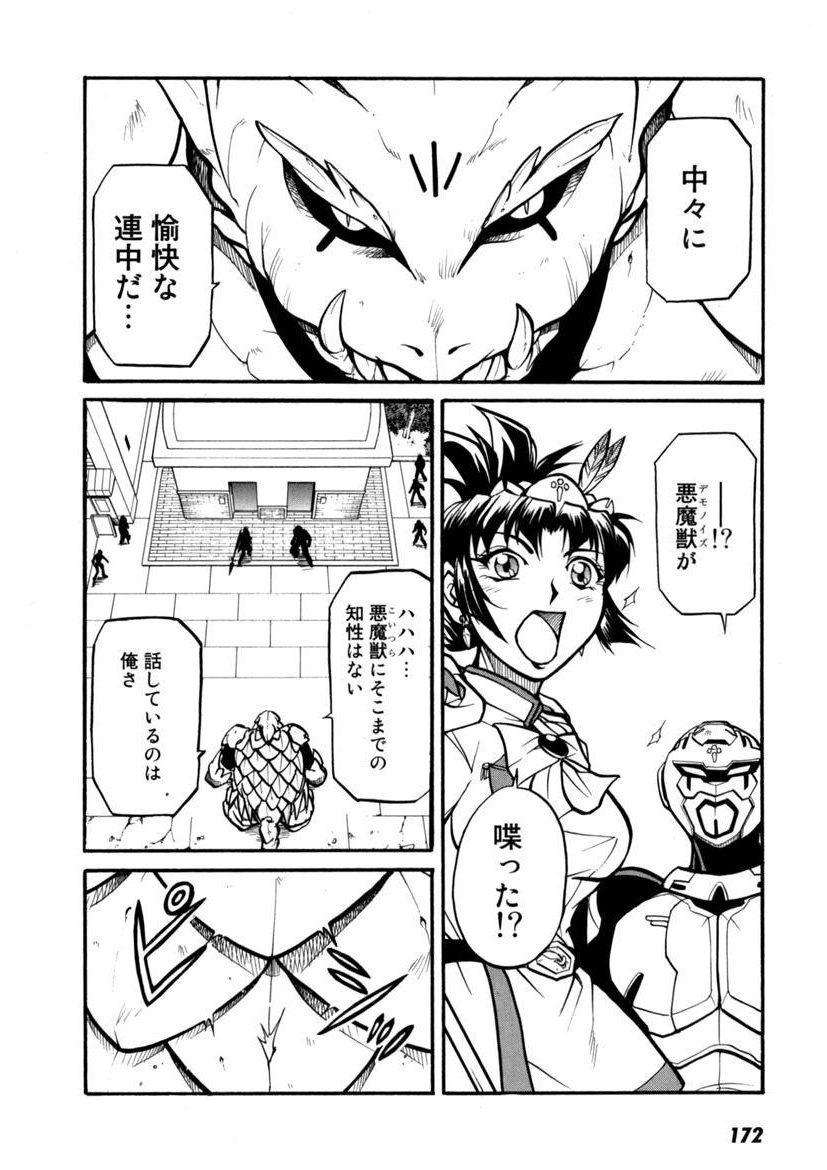 中々に
愉快な
連中だ…
――!?
悪魔獣が
デモノイズ
喋った!?
ハハハ…
悪魔獣にそこまでの
こいつら
知性はない
話しているのは
俺さ
172